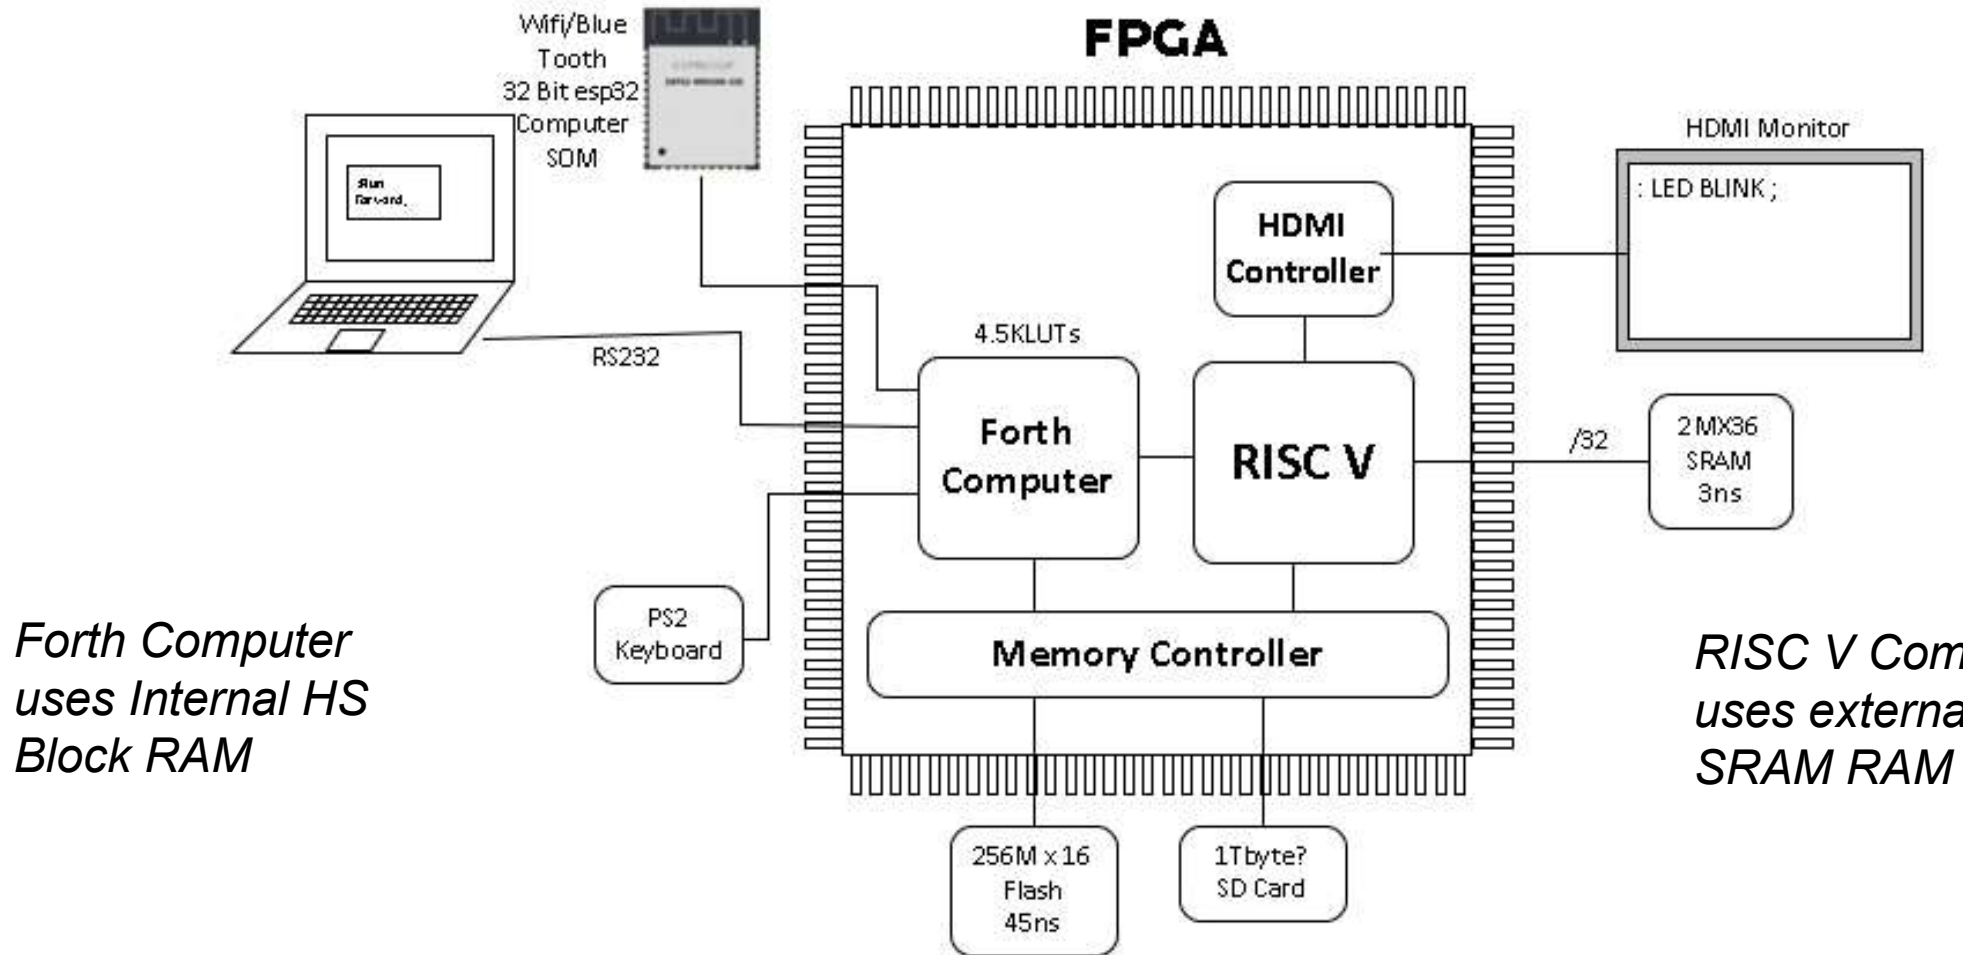 Wifi/Blue
Tooth
32 Bit esp32
Computer
SOM
FPGA
HDMI Monitor
: LED BLINK ;
HDMI
Controller
RS232
4.5KLUTs
Forth
Computer
RISC V
/32
2MX36
SRAM
3ns
PS2
Keyboard
Memory Controller
Forth Computer
uses Internal HS
Block RAM
RISC V Com
uses externa
SRAM RAM
256M x 16
Flash
45ns
1Tbyte?
SD Card